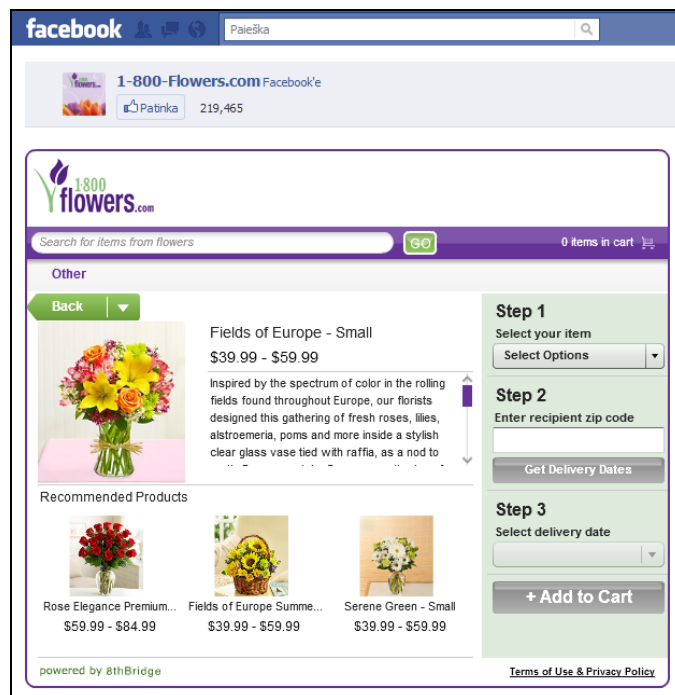 facebook
Paieška
1-800-Flowers.com Facebook'e
Patinka
219,465
1·800
flowers.com
Search for items from flowers
GO
0 items in cart
Other
Back
Fields of Europe - Small
$39.99 - $59.99
Inspired by the spectrum of color in the rolling
fields found throughout Europe, our florists
designed this gathering of fresh roses, lilies,
alstroemeria, poms and more inside a stylish
clear glass vase tied with raffia, as a nod to
Step 1
Select your item
Select Options
Step 2
Enter recipient zip code
Get Delivery Dates
Step 3
Select delivery date
+ Add to Cart
Recommended Products
Rose Elegance Premium...
$59.99 - $84.99
Fields of Europe Summe...
$39.99 - $59.99
Serene Green - Small
$39.99 - $59.99
powered by 8thBridge
Terms of Use & Privacy Policy